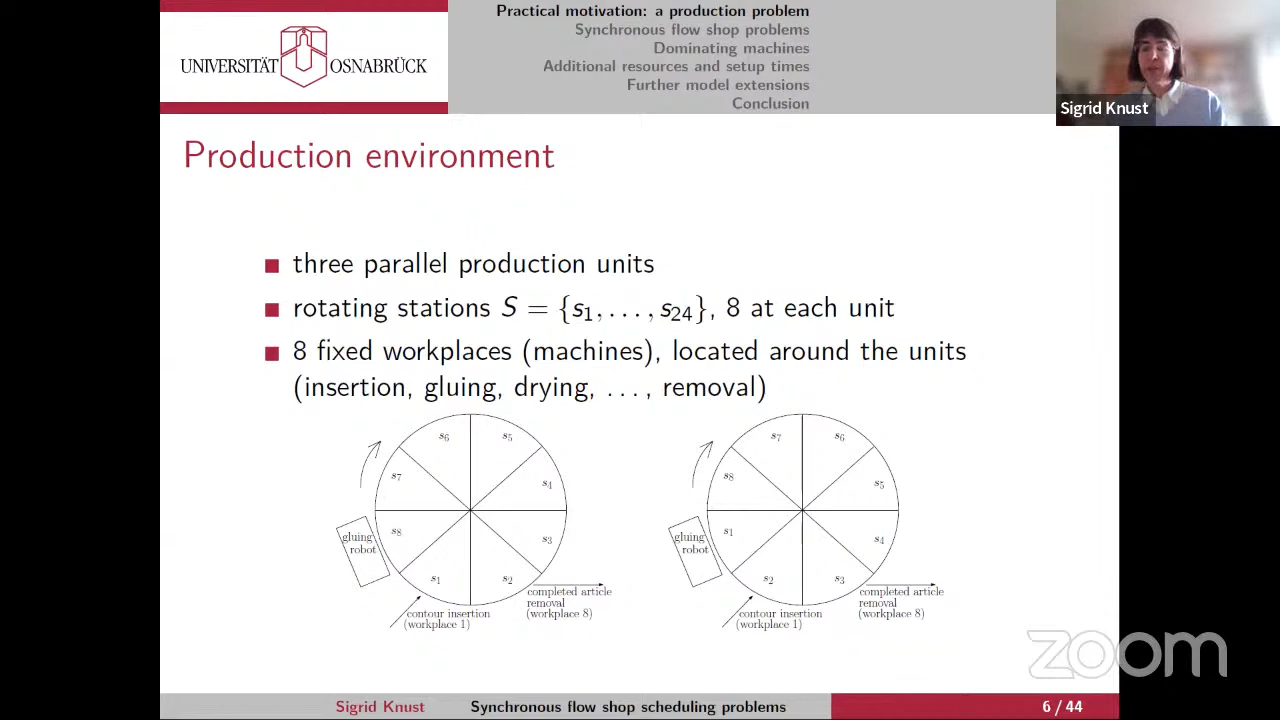 UNIVERSITÄT OSNABRÜCK
Practical motivation: a production problem
Synchronous flow shop problems
Dominating machines
Additional resources and setup times
Further model extensions
Conclusion
Sigrid Knust
Production environment
three parallel production units
rotating stations S = {s₁, . . . , s₂₄}, 8 at each unit
8 fixed workplaces (machines), located around the units
(insertion, gluing, drying, . . . , removal)
s₆ s₅
s₇ s₄
s₈ s₃
s₁ s₂
gluing
robot
contour insertion
(workplace 1)
completed article
removal
(workplace 8)
s₇ s₆
s₈ s₅
s₁ s₄
s₂ s₃
gluing
robot
contour insertion
(workplace 1)
completed article
removal
(workplace 8)
zoom
Sigrid Knust Synchronous flow shop scheduling problems 6 / 44